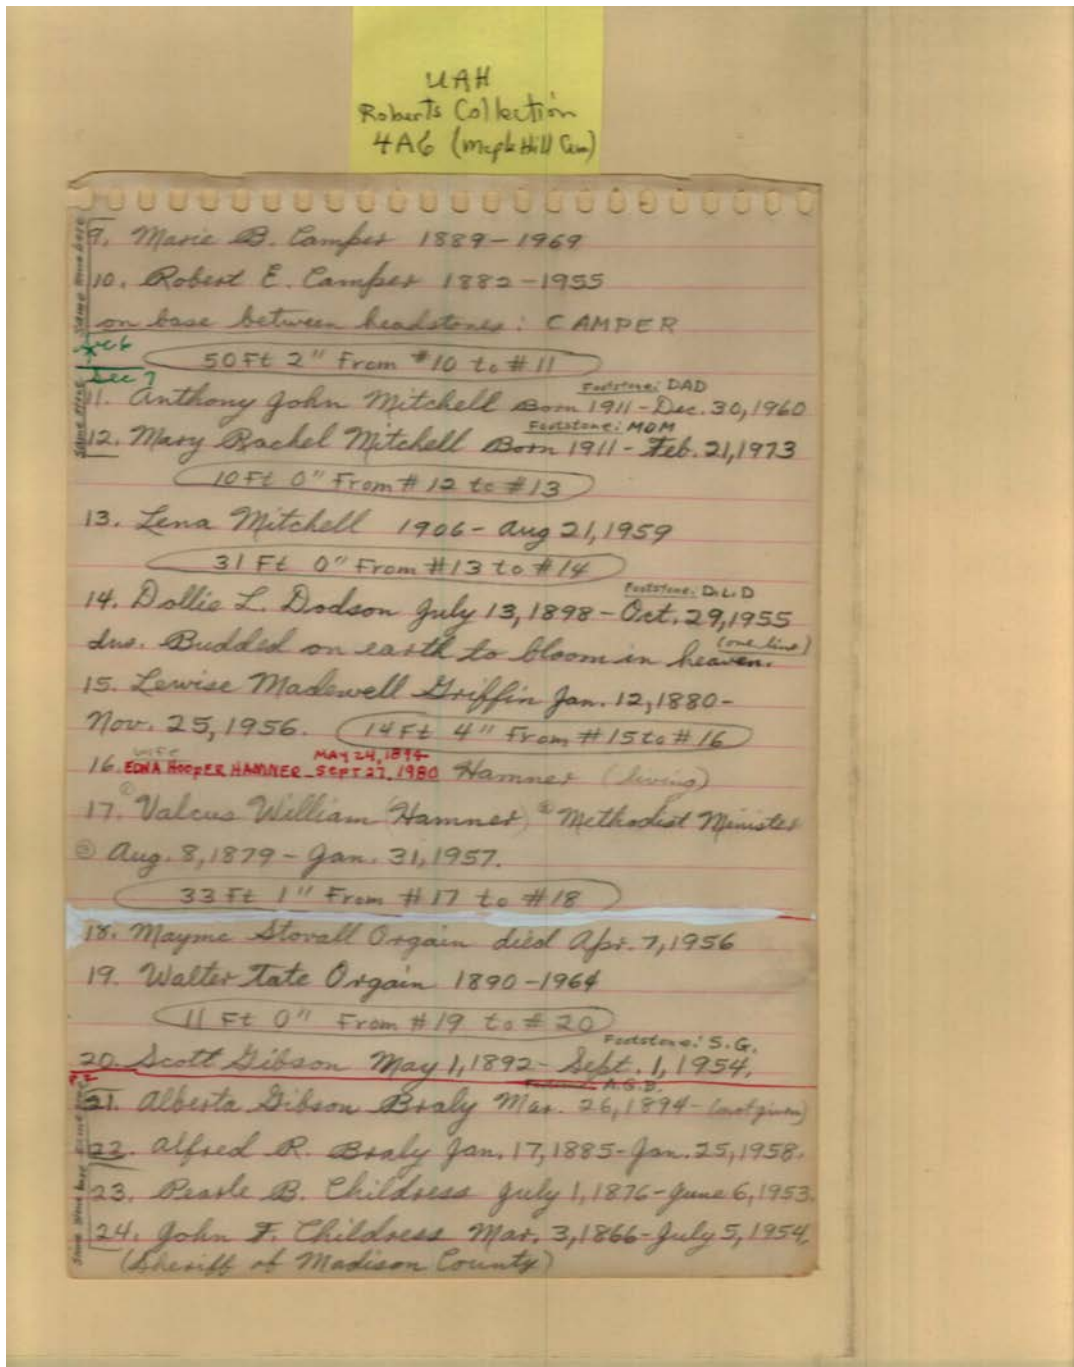 UAH
Roberts Collection
4A6 (Maple Hill Cem)
same stone base
9. Marie B. Camper 1889-1969
10. Robert E. Camper 1882-1955
on base between headstones: CAMPER
50 Ft 2" From #10 to #11
Sec 7
Footstone: DAD
11. Anthony John Mitchell Born 1911-Dec. 30, 1960
Footstone: MOM
12. Mary Rachel Mitchell Born 1911-Feb. 21, 1973
10 Ft 0" From #12 to #13
13. Lena Mitchell 1906-Aug 21, 1959
31 Ft 0" From #13 to #14
Footstone: D.L.D
14. Dollie L. Dodson July 13, 1898-Oct. 29, 1955
(one line)
Budded on earth to bloom in heaven.
15. Lewise Madewell Griffin Jan. 12, 1880-
Nov. 25, 1956. 14 Ft 4" From #15 to #16
wife MAY 24, 1894
16. EDNA HOOPER HAMNER - SEPT 27, 1980 Hamner (living)
17. Valcus William (Hamner) Methodist Minister
Aug. 8, 1879-Jan. 31, 1957.
33 Ft 1" From #17 to #18
18. Mayme Stovall Orgain died Apr. 7, 1956
19. Walter Tate Orgain 1890-1964
11 Ft 0" From #19 to #20
Footstone: S.G.
20. Scott Gibson May 1, 1892-Sept. 1, 1954.
Footstone: A.G.B.
21. Alberta Gibson Braly Mar. 26, 1894-(not given)
22. Alfred R. Braly Jan. 17, 1885-Jan. 25, 1958.
23. Pearle B. Childress July 1, 1876-June 6, 1953.
24. John F. Childress Mar. 3, 1866-July 5, 1954.
(Sheriff of Madison County)